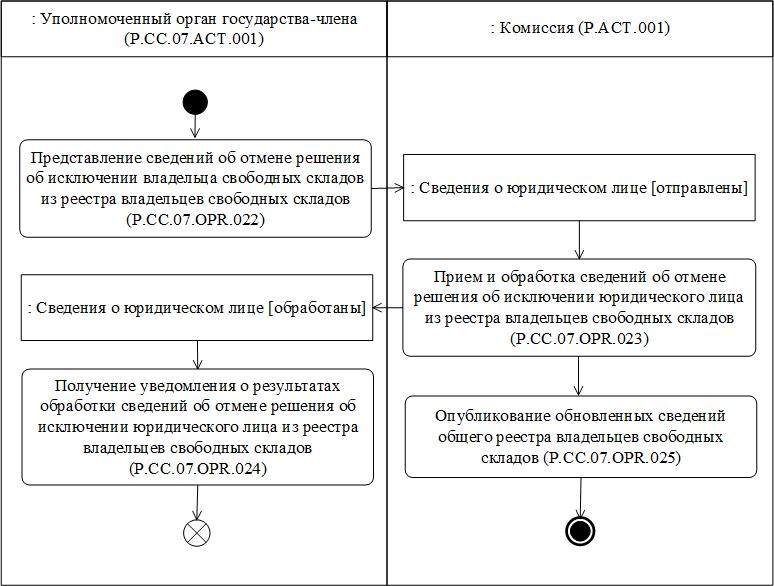 : Уполномоченный орган государства-члена
(P.CC.07.ACT.001)
: Комиссия (P.ACT.001)
Представление сведений об отмене решения
об исключении владельца свободных складов
из реестра владельцев свободных складов
(P.CC.07.OPR.022)
: Сведения о юридическом лице [отправлены]
Прием и обработка сведений об отмене
решения об исключении юридического лица
из реестра владельцев свободных складов
(P.CC.07.OPR.023)
: Сведения о юридическом лице [обработаны]
Получение уведомления о результатах
обработки сведений об отмене решения об
исключении юридического лица из реестра
владельцев свободных складов
(P.CC.07.OPR.024)
Опубликование обновленных сведений
общего реестра владельцев свободных
складов (P.CC.07.OPR.025)